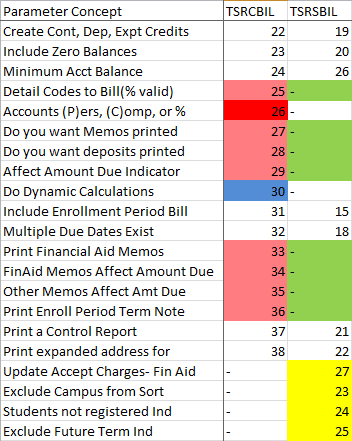 Parameter Concept TSRCBIL TSRSBIL
Create Cont, Dep, Expt Credits 22 19
Include Zero Balances 23 20
Minimum Acct Balance 24 26
Detail Codes to Bill(% valid) 25 -
Accounts (P)ers, (C)omp, or % 26 -
Do you want Memos printed 27 -
Do you want deposits printed 28 -
Affect Amount Due Indicator 29 -
Do Dynamic Calculations 30 -
Include Enrollment Period Bill 31 15
Multiple Due Dates Exist 32 18
Print Financial Aid Memos 33 -
FinAid Memos Affect Amount Due 34 -
Other Memos Affect Amt Due 35 -
Print Enroll Period Term Note 36 -
Print a Control Report 37 21
Print expanded address for 38 22
Update Accept Charges- Fin Aid - 27
Exclude Campus from Sort - 23
Students not registered Ind - 24
Exclude Future Term Ind - 25